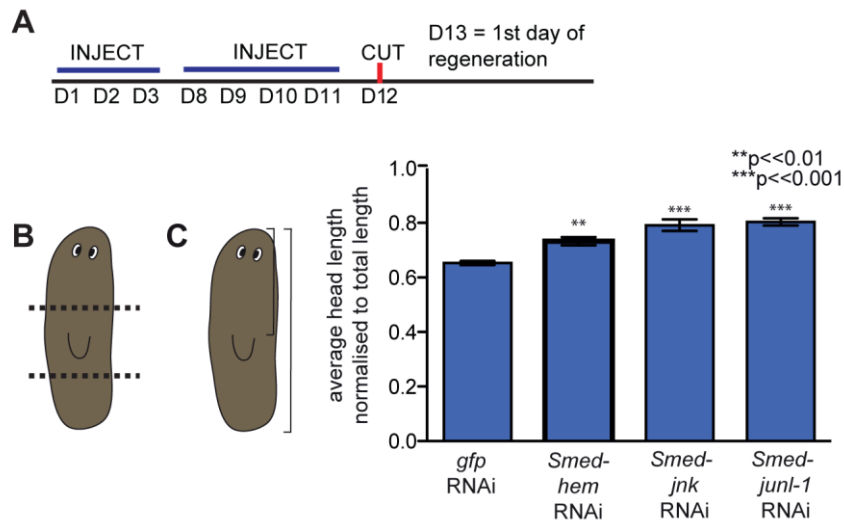 A
INJECT INJECT CUT D13 = 1st day of
regeneration
D1 D2 D3 D8 D9 D10 D11 D12
B
C
average head length
normalised to total length
1.0
0.8
0.6
0.4
0.2
0.0
**p<<0.01
***p<<0.001
** *** ***
gfp
RNAi
Smed-
hem
RNAi
Smed-
jnk
RNAi
Smed-
junl-1
RNAi